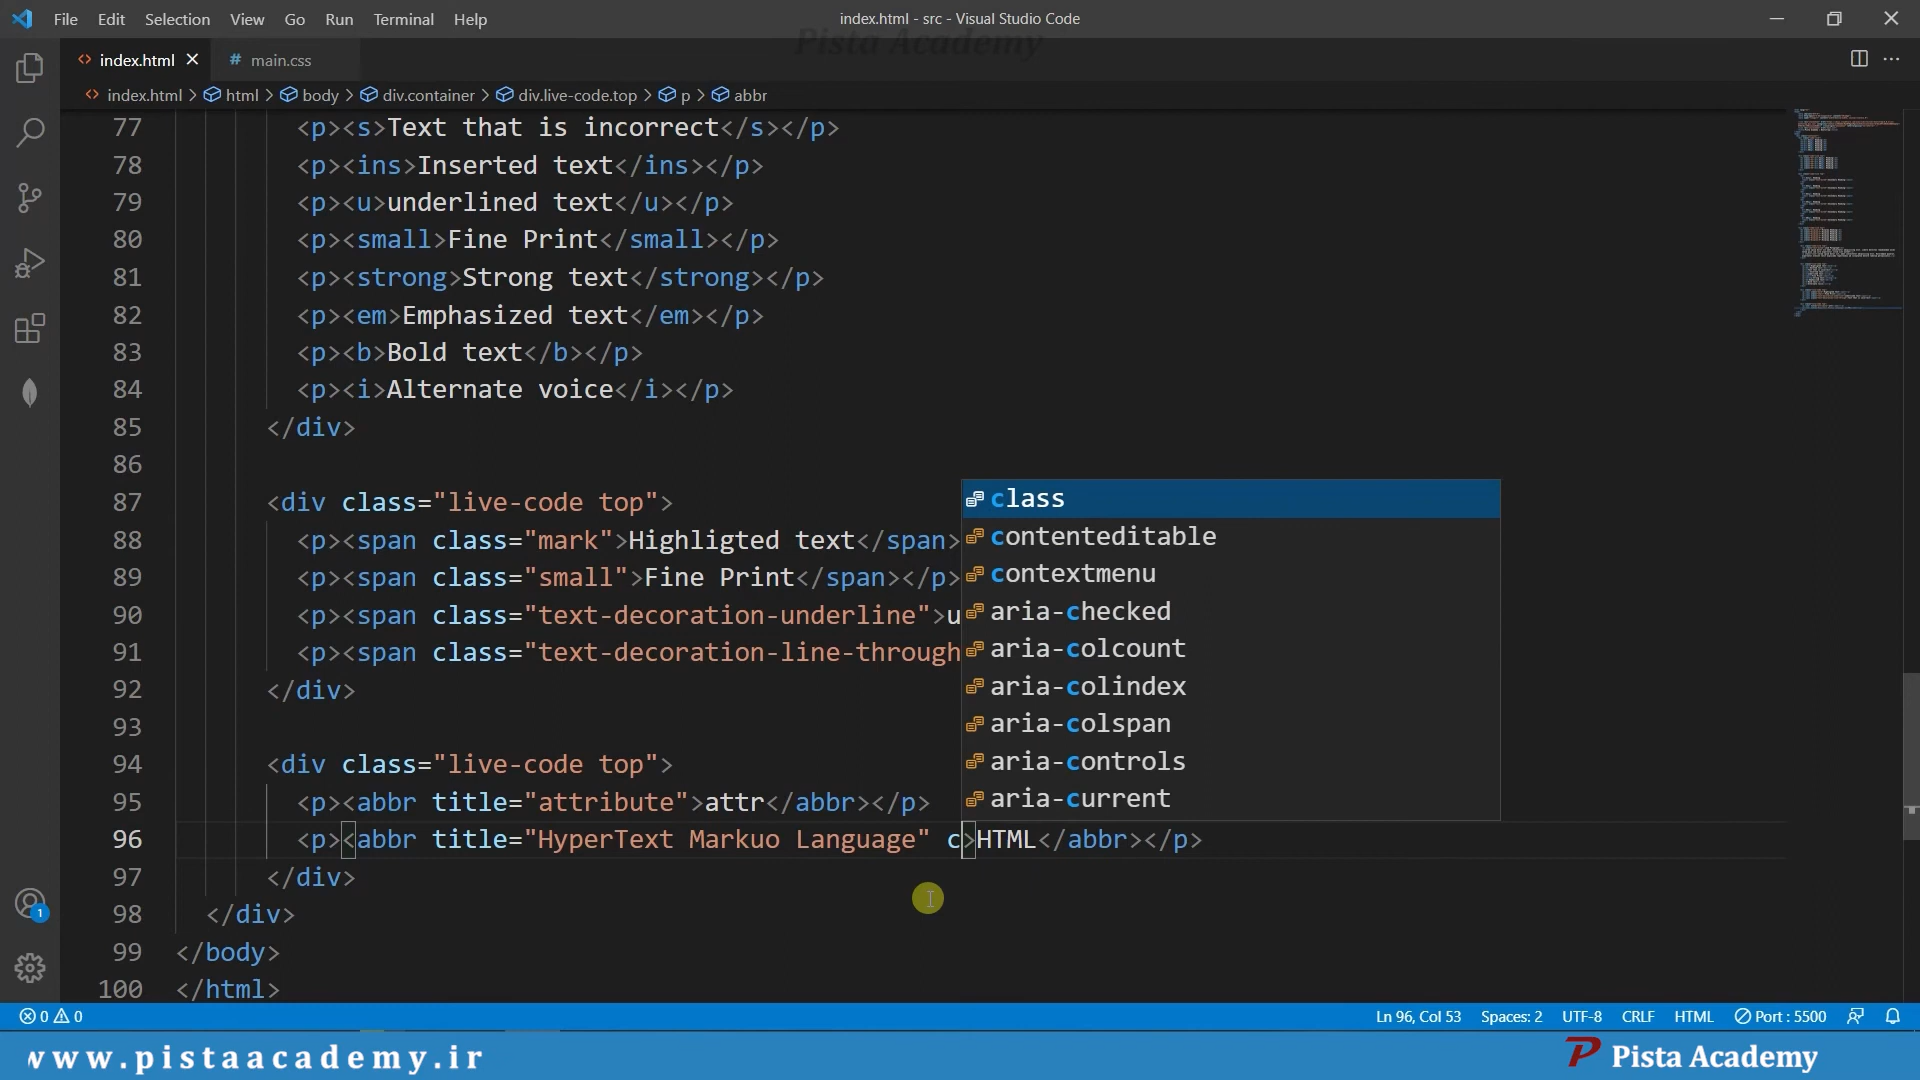 File Edit Selection View Go Run Terminal Help
index.html - src - Visual Studio Code
Pista Academy
<> index.html
# main.css
<> index.html > html > body > div.container > div.live-code.top > p > abbr
77 <p><s>Text that is incorrect</s></p>
78 <p><ins>Inserted text</ins></p>
79 <p><u>underlined text</u></p>
80 <p><small>Fine Print</small></p>
81 <p><strong>Strong text</strong></p>
82 <p><em>Emphasized text</em></p>
83 <p><b>Bold text</b></p>
84 <p><i>Alternate voice</i></p>
85 </div>
86
87 <div class="live-code top">
88 <p><span class="mark">Highligted text</span>
89 <p><span class="small">Fine Print</span></p>
90 <p><span class="text-decoration-underline">u
91 <p><span class="text-decoration-line-through
92 </div>
93
94 <div class="live-code top">
95 <p><abbr title="attribute">attr</abbr></p>
96 <p><abbr title="HyperText Markuo Language" c>HTML</abbr></p>
97 </div>
98 </div>
99 </body>
100 </html>
class
contenteditable
contextmenu
aria-checked
aria-colcount
aria-colindex
aria-colspan
aria-controls
aria-current
1
0 0
Ln 96, Col 53 Spaces: 2 UTF-8 CRLF HTML Port : 5500
www.pistaacademy.ir
Pista Academy